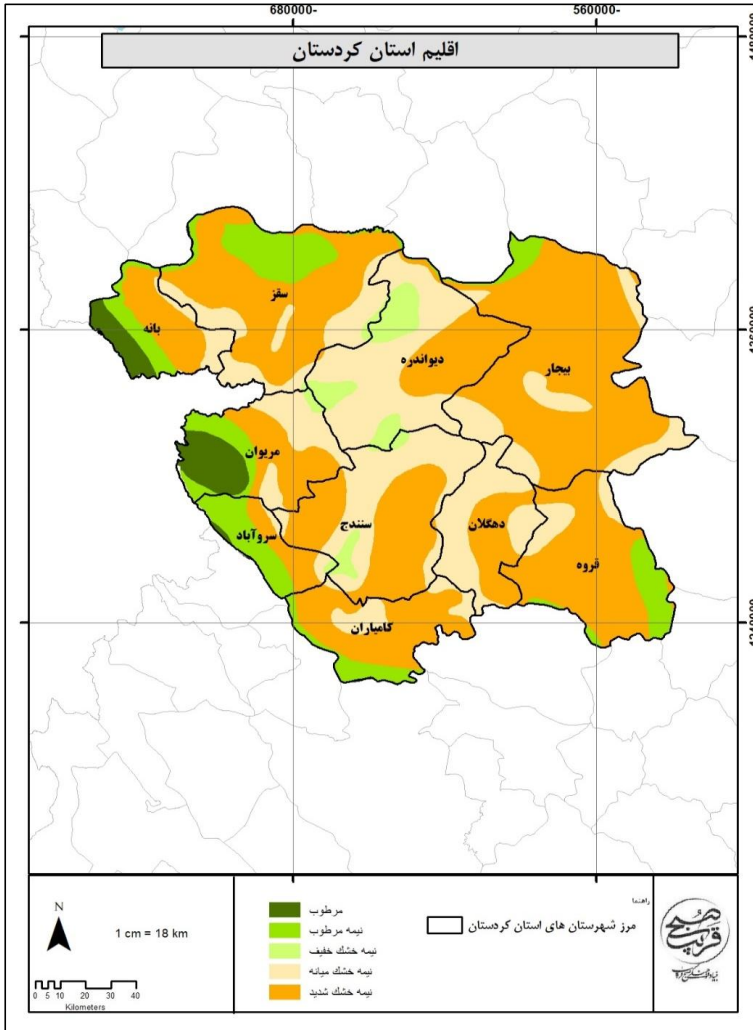 680000-
560000-
اقلیم استان کردستان
سقز
بانه
دیواندره
بیجار
مریوان
سنندج
دهگلان
سروآباد
قروه
کامیاران
راهنما
مرز شهرستان های استان کردستان
مرطوب
نیمه مرطوب
نیمه خشک خفیف
نیمه خشک میانه
نیمه خشک شدید
N
1 cm = 18 km
0 5 10 20 30 40
Kilometers
680000-
560000-